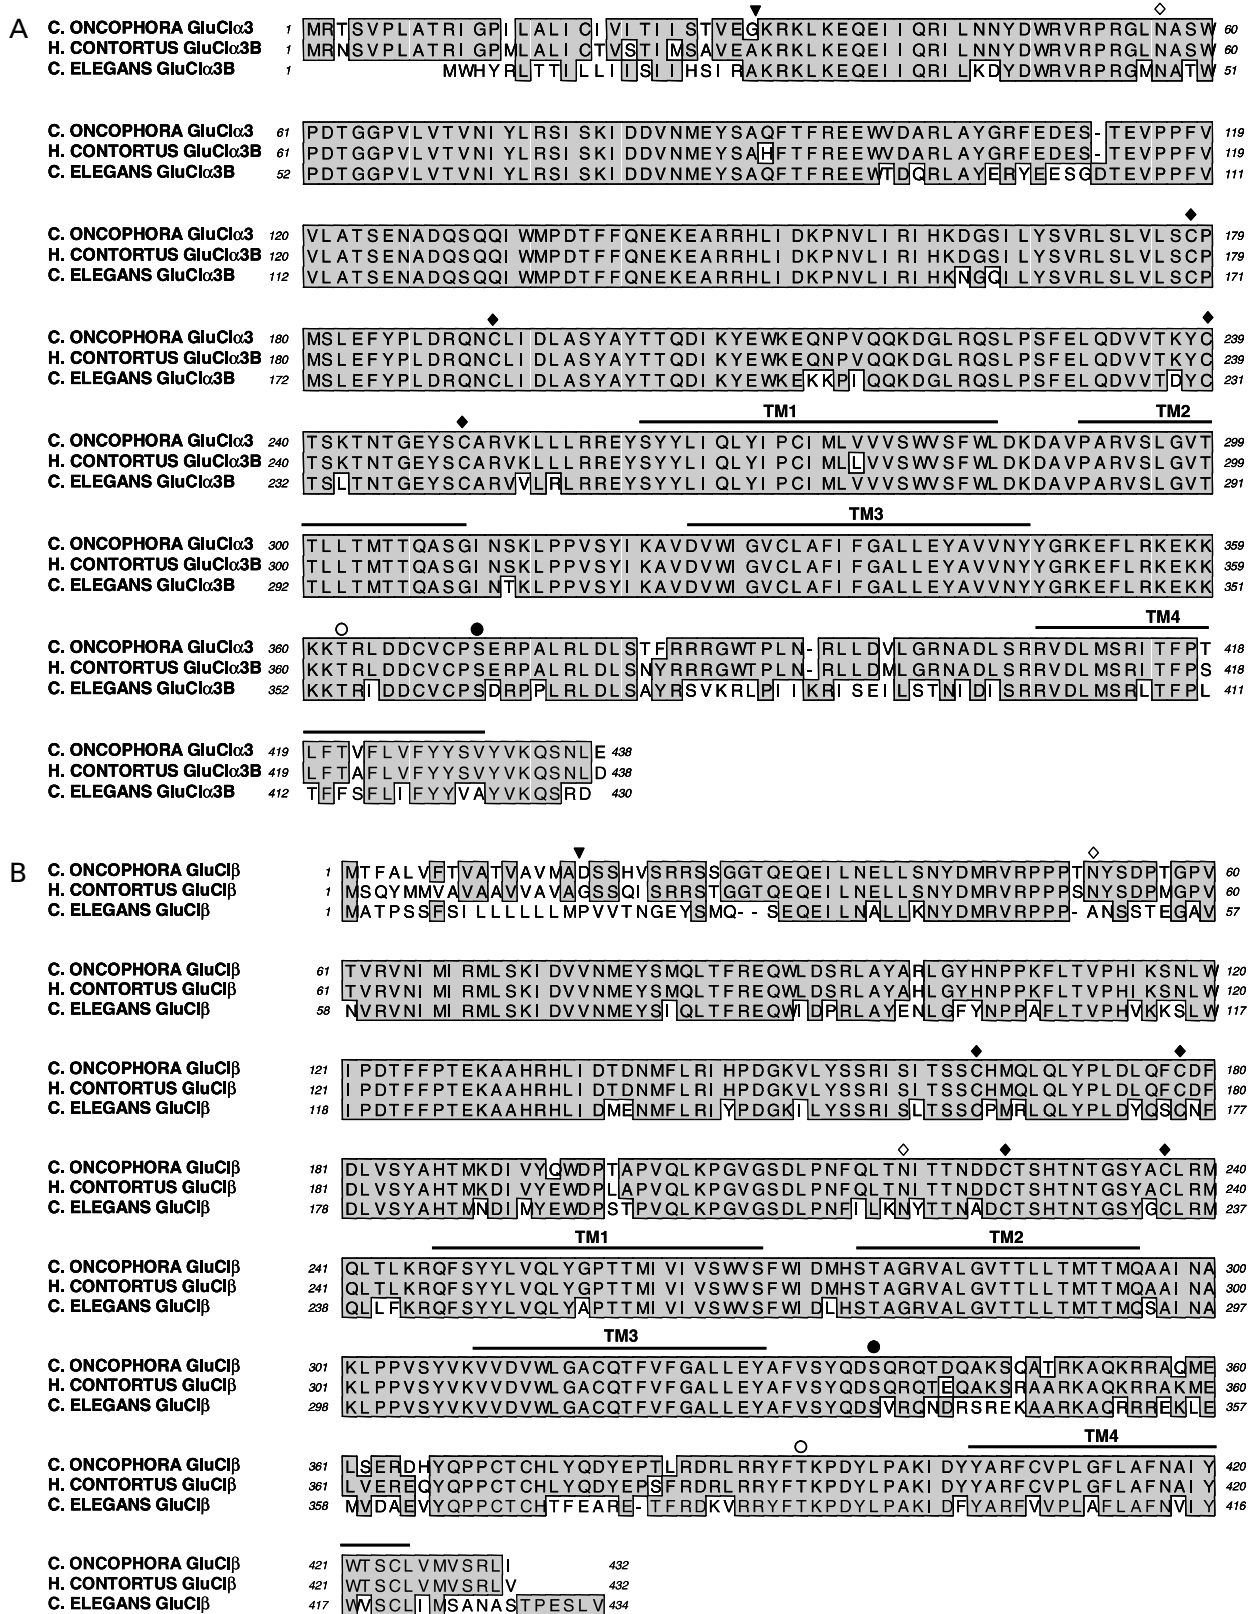 A
C. ONCOPHORA GluClα3 1 MRTSVPLATRIGPILALICIVITIISTVEGKRKLKEQEIIQRILNNYDWRVRPRGLNASW 60
H. CONTORTUS GluClα3B 1 MRNSVPLATRIGPMLALICTVSTIMSAVEAKRKLKEQEIIQRILNNYDWRVRPRGLNASW 60
C. ELEGANS GluClα3B 1 MWHYRLTTILLIISIIHSIRAKRKLKEQEIIQRILKDYDWRVRPRGMNATW 51
C. ONCOPHORA GluClα3 61 PDTGGPVLVTVNIYLRSISKIDDVNMEYSAQFTFREEWVDARLAYGRFEDES-TEVPPFV 119
H. CONTORTUS GluClα3B 61 PDTGGPVLVTVNIYLRSISKIDDVNMEYSAHFTFREEWVDARLAYGRFEDES-TEVPPFV 119
C. ELEGANS GluClα3B 52 PDTGGPVLVTVNIYLRSISKIDDVNMEYSAQFTFREEWTDQRLAYERYEESGDTEVPPFV 111
C. ONCOPHORA GluClα3 120 VLATSENADQSQQIWMPDTFFQNEKEARRHLIDKPNVLIRIHKDGSILYSVRLSLVLSCP 179
H. CONTORTUS GluClα3B 120 VLATSENADQSQQIWMPDTFFQNEKEARRHLIDKPNVLIRIHKDGSILYSVRLSLVLSCP 179
C. ELEGANS GluClα3B 112 VLATSENADQSQQIWMPDTFFQNEKEARRHLIDKPNVLIRIHKNGQILYSVRLSLVLSCP 171
C. ONCOPHORA GluClα3 180 MSLEFYPLDRQNCLIDLASYAYTTQDIKYEWKEQNPVQQKDGLRQSLPSFELQDVVTKYC 239
H. CONTORTUS GluClα3B 180 MSLEFYPLDRQNCLIDLASYAYTTQDIKYEWKEQNPVQQKDGLRQSLPSFELQDVVTKYC 239
C. ELEGANS GluClα3B 172 MSLEFYPLDRQNCLIDLASYAYTTQDIKYEWKEKKPIQQKDGLRQSLPSFELQDVVTDYC 231
TM1 TM2
C. ONCOPHORA GluClα3 240 TSKTNTGEYSCARVKLLLRREYSYYLIQLYIPCIMLVVVSWVSFWLDKDAVPARVSLGVT 299
H. CONTORTUS GluClα3B 240 TSKTNTGEYSCARVKLLLRREYSYYLIQLYIPCIMLLVVSWVSFWLDKDAVPARVSLGVT 299
C. ELEGANS GluClα3B 232 TSLTNTGEYSCARVVLRLRREYSYYLIQLYIPCIMLVVVSWVSFWLDKDAVPARVSLGVT 291
TM3
C. ONCOPHORA GluClα3 300 TLLTMTTQASGINSKLPPVSYIKAVDVWIGVCLAFIFGALLEYAVVNYYGRKEFLRKEKK 359
H. CONTORTUS GluClα3B 300 TLLTMTTQASGINSKLPPVSYIKAVDVWIGVCLAFIFGALLEYAVVNYYGRKEFLRKEKK 359
C. ELEGANS GluClα3B 292 TLLTMTTQASGINTKLPPVSYIKAVDVWIGVCLAFIFGALLEYAVVNYYGRKEFLRKEKK 351
TM4
C. ONCOPHORA GluClα3 360 KKTRLDDCVCPSERPALRLDLSTFRRRGWTPLN-RLLDVLGRNADLSRRVDLMSRITFPT 418
H. CONTORTUS GluClα3B 360 KKTRLDDCVCPSERPALRLDLSNYRRRGWTPLN-RLLDMLGRNADLSRRVDLMSRITFPS 418
C. ELEGANS GluClα3B 352 KKTRIDDCVCPSDRPPLRLDLSAYRSVKRLPIIKRISEILSTNIDISRRVDLMSRLTFPL 411
C. ONCOPHORA GluClα3 419 LFTVFLVFYYSVYVKQSNLE 438
H. CONTORTUS GluClα3B 419 LFTAFLVFYYSVYVKQSNLD 438
C. ELEGANS GluClα3B 412 TFFSFLIFYYVAYVKQSRD 430
B
C. ONCOPHORA GluClβ 1 MTFALVFTVATVAVMADSSHVSRRSSGGTQEQEILNELLSNYDMRVRPPPTNYSDPTGPV 60
H. CONTORTUS GluClβ 1 MSQYMMVAVAAVVAVAGSSQISRRSTGGTQEQEILNELLSNYDMRVRPPPSNYSDPTGPV 60
C. ELEGANS GluClβ 1 MATPSSFSILLLLLLLMPVVTNGEYSMQ--SEQEILNALLKNYDMRVRPPP-ANSSTEGAV 57
C. ONCOPHORA GluClβ 61 TVRVNIMIRMLSKIDVVNMEYSMQLTFREQWLDSRLAYARLGYHNPPKFLTVPHIKSNLW 120
H. CONTORTUS GluClβ 61 TVRVNIMIRMLSKIDVVNMEYSMQLTFREQWLDSRLAYAHLGYHNPPKFLTVPHIKSNLW 120
C. ELEGANS GluClβ 58 NVRVNIMIRMLSKIDVVNMEYSIQLTFREQWIDPRLAYENLGFYNPPAFLTVPHVKKSLW 117
C. ONCOPHORA GluClβ 121 IPDTFFPTEKAAHRHLIDTDNMFLRIHPDGKVLYSSRISITSSCHMQLQLYPLDLQFCDF 180
H. CONTORTUS GluClβ 121 IPDTFFPTEKAAHRHLIDTDNMFLRIHPDGKVLYSSRISITSSCHMQLQLYPLDLQFCDF 180
C. ELEGANS GluClβ 118 IPDTFFPTEKAAHRHLIDMENMFLRIYPDGKILYSSRISLTSSCPMRLQLYPLDYQSCNF 177
C. ONCOPHORA GluClβ 181 DLVSYAHTMKDIVYQWDPTAPVQLKPGVGSDLPNFQLTNITTNDDCTSHTNTGSYACLRM 240
H. CONTORTUS GluClβ 181 DLVSYAHTMKDIVYEWDPLAPVQLKPGVGSDLPNFQLTNITTNDDCTSHTNTGSYACLRM 240
C. ELEGANS GluClβ 178 DLVSYAHTMNDIMYEWDPSTPVQLKPGVGSDLPNFILKNYTTNADCTSHTNTGSYGCLRM 237
TM1 TM2
C. ONCOPHORA GluClβ 241 QLTLKRQFSYYLVQLYGPTTMIVIVSWVSFWIDMHSTAGRVALGVTTLLTMTTMQAAINA 300
H. CONTORTUS GluClβ 241 QLTLKRQFSYYLVQLYGPTTMIVIVSWVSFWIDMHSTAGRVALGVTTLLTMTTMQAAINA 300
C. ELEGANS GluClβ 238 QLLFKRQFSYYLVQLYAPTTMIVIVSWVSFWIDLHSTAGRVALGVTTLLTMTTMQSAINA 297
TM3
C. ONCOPHORA GluClβ 301 KLPPVSYVKVVDVWLGACQTFVFGALLEYAFVSYQDSQRQTDQAKSQATRKAQKRRAQME 360
H. CONTORTUS GluClβ 301 KLPPVSYVKVVDVWLGACQTFVFGALLEYAFVSYQDSQRQTEQAKSRAARKAQKRRAKME 360
C. ELEGANS GluClβ 298 KLPPVSYVKVVDVWLGACQTFVFGALLEYAFVSYQDSVRQNDRSREKAARKAQRRREKLE 357
TM4
C. ONCOPHORA GluClβ 361 LSERDHYQPPCTCHLYQDYEPTLRDRLRRYFTKPDYLPAKIDYYARFCVPLGFLAFNAIY 420
H. CONTORTUS GluClβ 361 LVEREQYQPPCTCHLYQDYEPSFRDRLRRYFTKPDYLPAKIDYYARFCVPLGFLAFNAIY 420
C. ELEGANS GluClβ 358 MVDAEVYQPPCTCHTFEARE-TFRDKVRRYFTKPDYLPAKIDFYARFVVPLAFLAFNVIY 416
C. ONCOPHORA GluClβ 421 WTSCLVMVSRLI 432
H. CONTORTUS GluClβ 421 WTSCLVMVSRLV 432
C. ELEGANS GluClβ 417 WVSCLIMSANASTPESLV 434